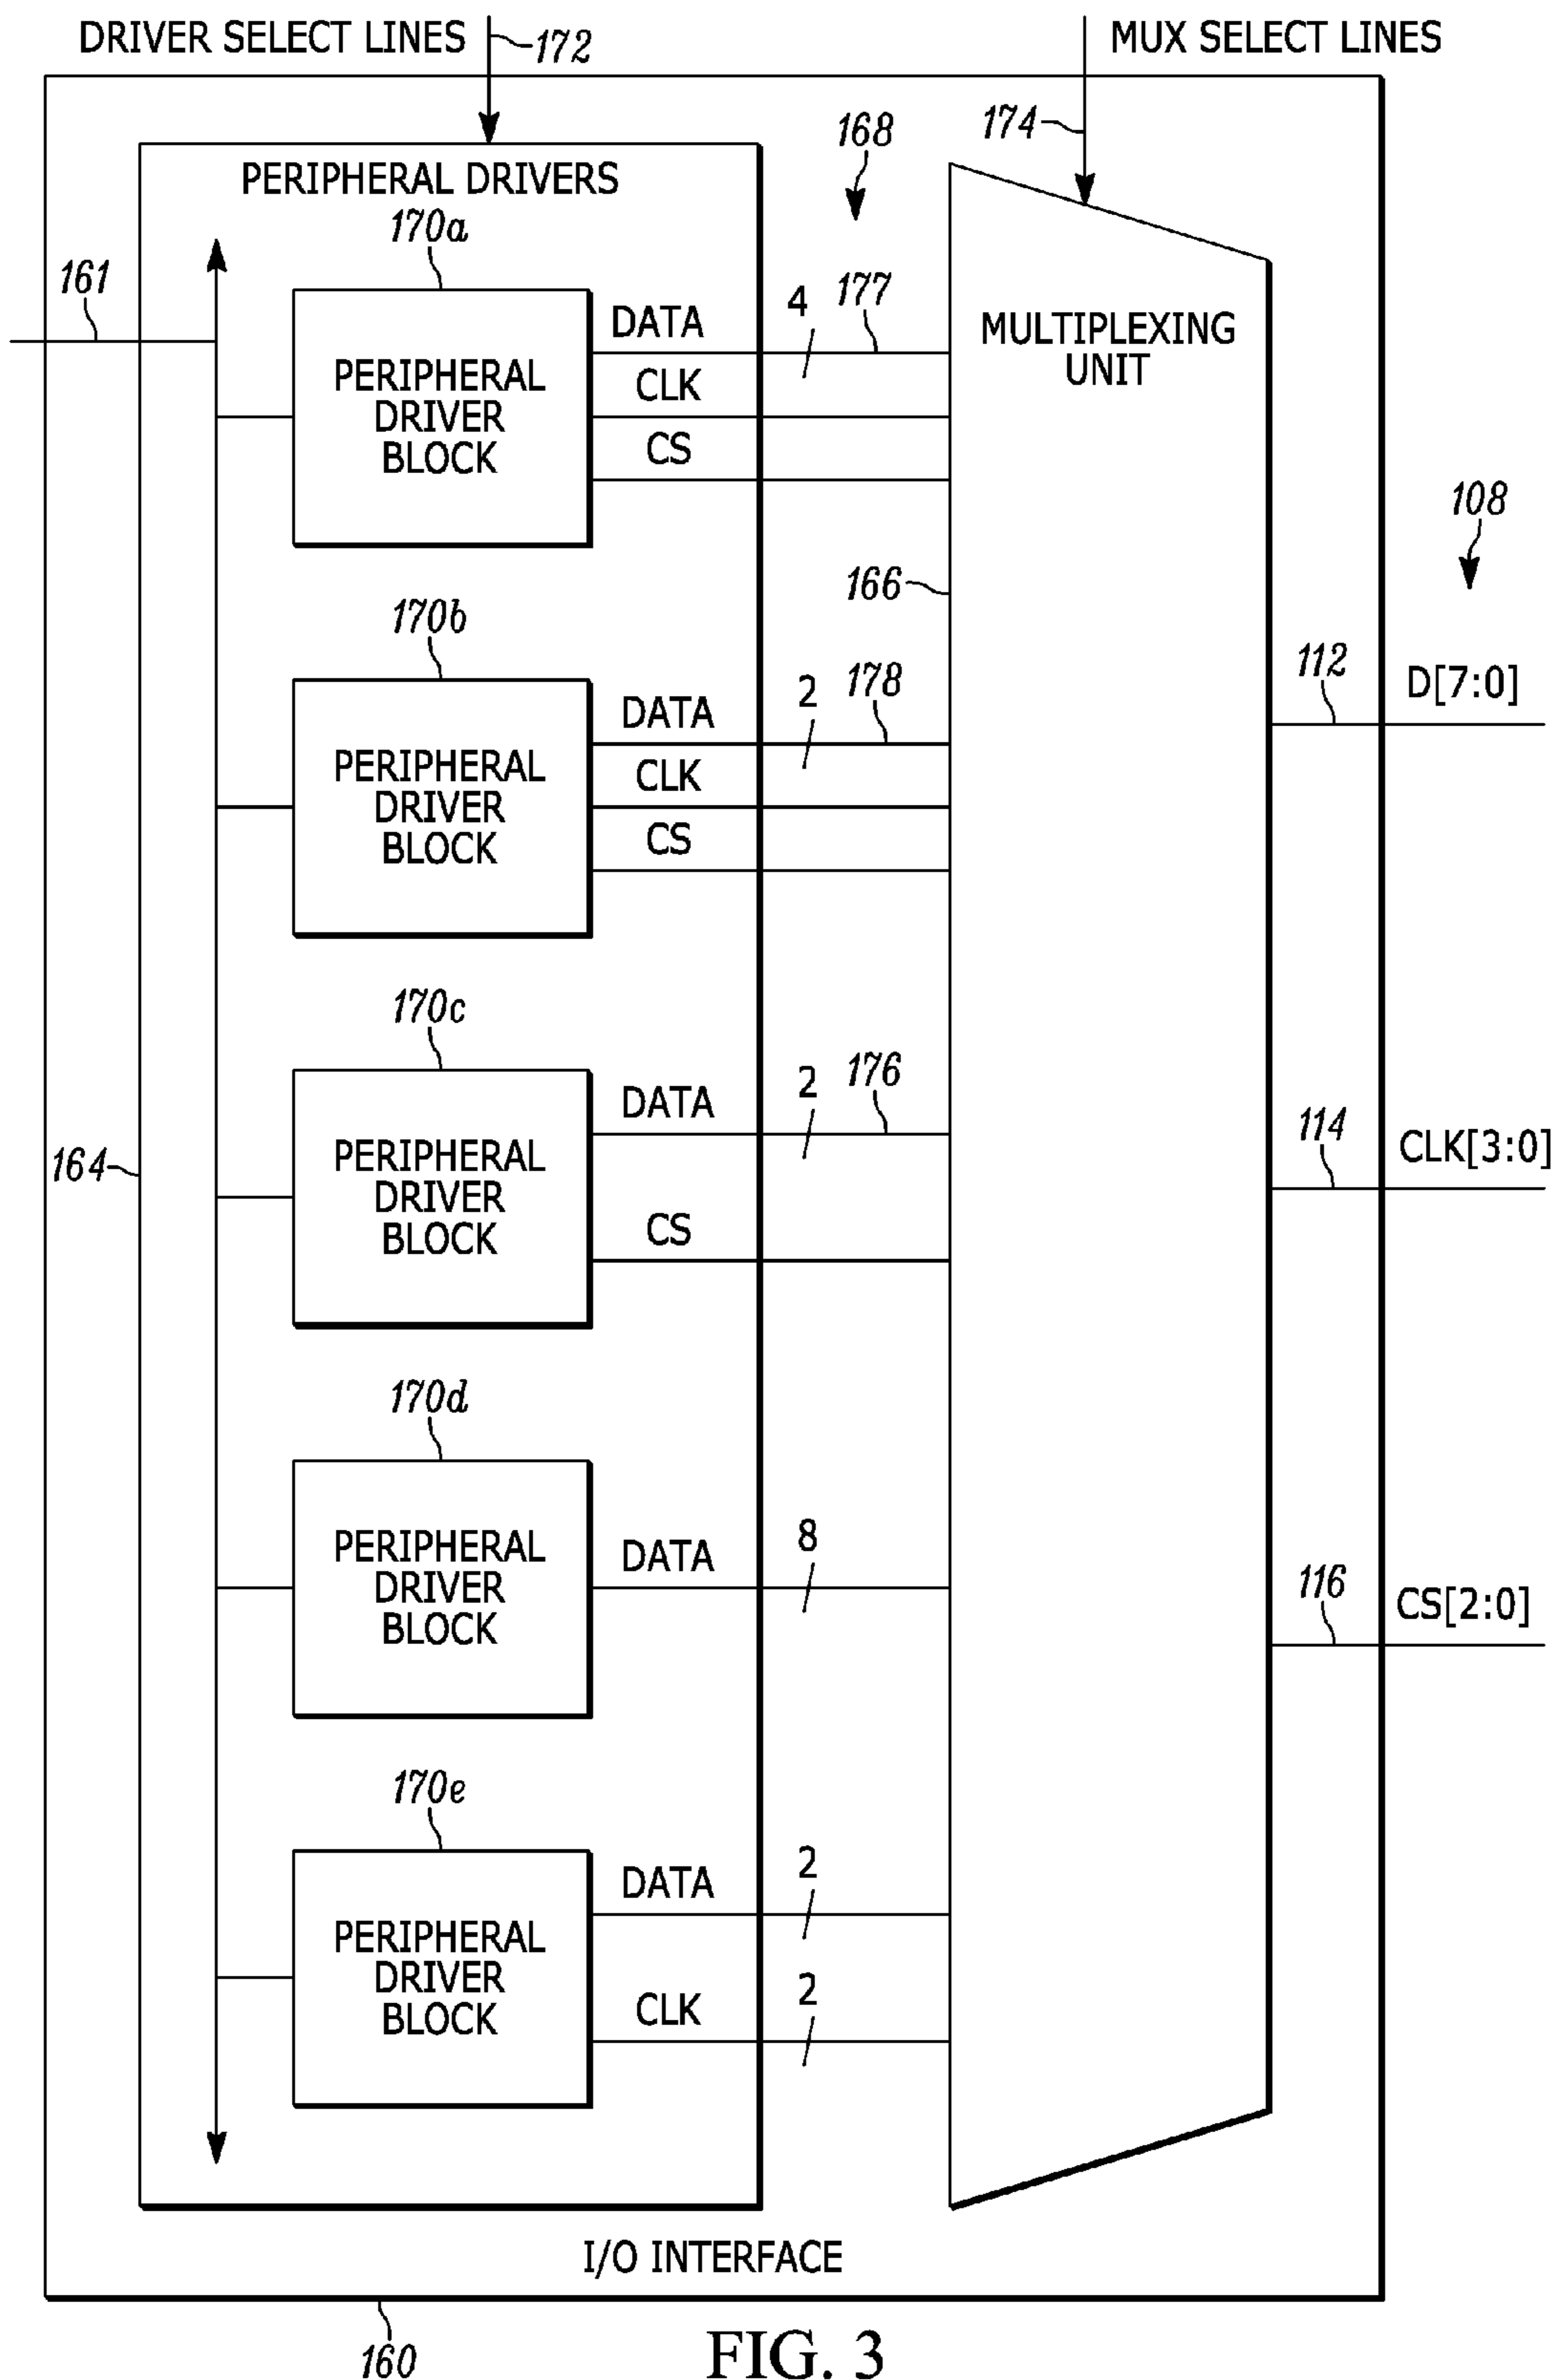 DRIVER SELECT LINES
172
MUX SELECT LINES
174
168
PERIPHERAL DRIVERS
170a
161
PERIPHERAL
DRIVER
BLOCK
DATA
4
177
CLK
CS
MULTIPLEXING
UNIT
108
166
170b
PERIPHERAL
DRIVER
BLOCK
DATA
2
178
CLK
CS
112
D[7:0]
170c
PERIPHERAL
DRIVER
BLOCK
DATA
2
176
CS
164
114
CLK[3:0]
170d
PERIPHERAL
DRIVER
BLOCK
DATA
8
116
CS[2:0]
170e
PERIPHERAL
DRIVER
BLOCK
DATA
2
CLK
2
I/O INTERFACE
160
FIG. 3